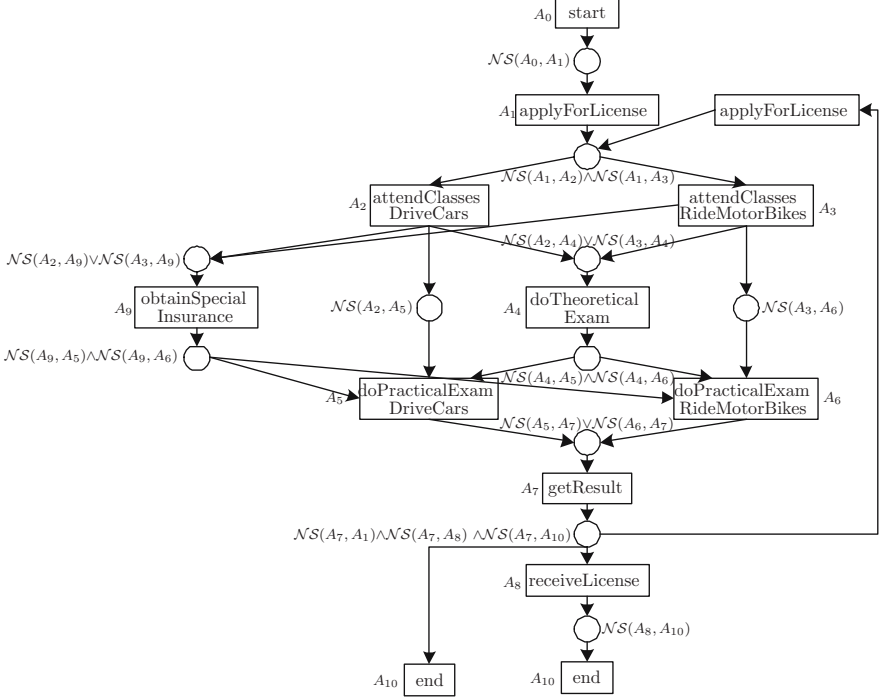 A0 start
NS(A0, A1)
A1 applyForLicense
applyForLicense
NS(A1, A2)∧NS(A1, A3)
A2 attendClasses
DriveCars
attendClasses
RideMotorBikes A3
NS(A2, A9)∨NS(A3, A9)
NS(A2, A4)∨NS(A3, A4)
A9 obtainSpecial
Insurance
NS(A2, A5)
A4 doTheoretical
Exam
NS(A3, A6)
NS(A9, A5)∧NS(A9, A6)
NS(A4, A5)∧NS(A4, A6)
A5 doPracticalExam
DriveCars
doPracticalExam
RideMotorBikes A6
NS(A5, A7)∨NS(A6, A7)
A7 getResult
NS(A7, A1)∧NS(A7, A8) ∧NS(A7, A10)
A8 receiveLicense
NS(A8, A10)
A10 end
A10 end